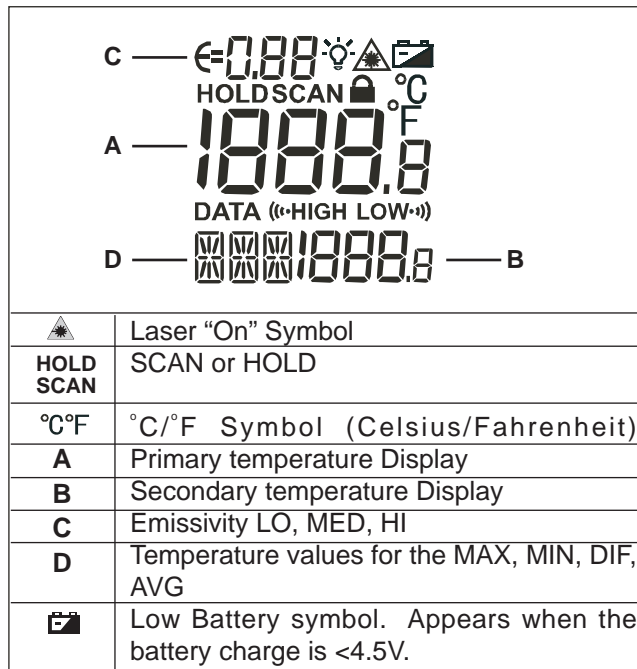 C
ϵ=0.88
HOLD SCAN °C
°F
A
1888.8
DATA HIGH LOW
D
1888.8
B
Laser “On” Symbol
HOLD
SCAN
SCAN or HOLD
°C°F
°C/°F Symbol (Celsius/Fahrenheit)
A
Primary temperature Display
B
Secondary temperature Display
C
Emissivity LO, MED, HI
D
Temperature values for the MAX, MIN, DIF,
AVG
Low Battery symbol. Appears when the
battery charge is <4.5V.